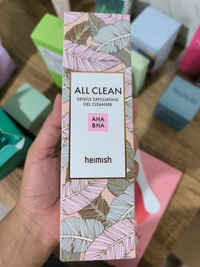 ALL CLEAN
GENTLE EXFOLIATING
GEL CLEANSER
AHA
BHA
heimish